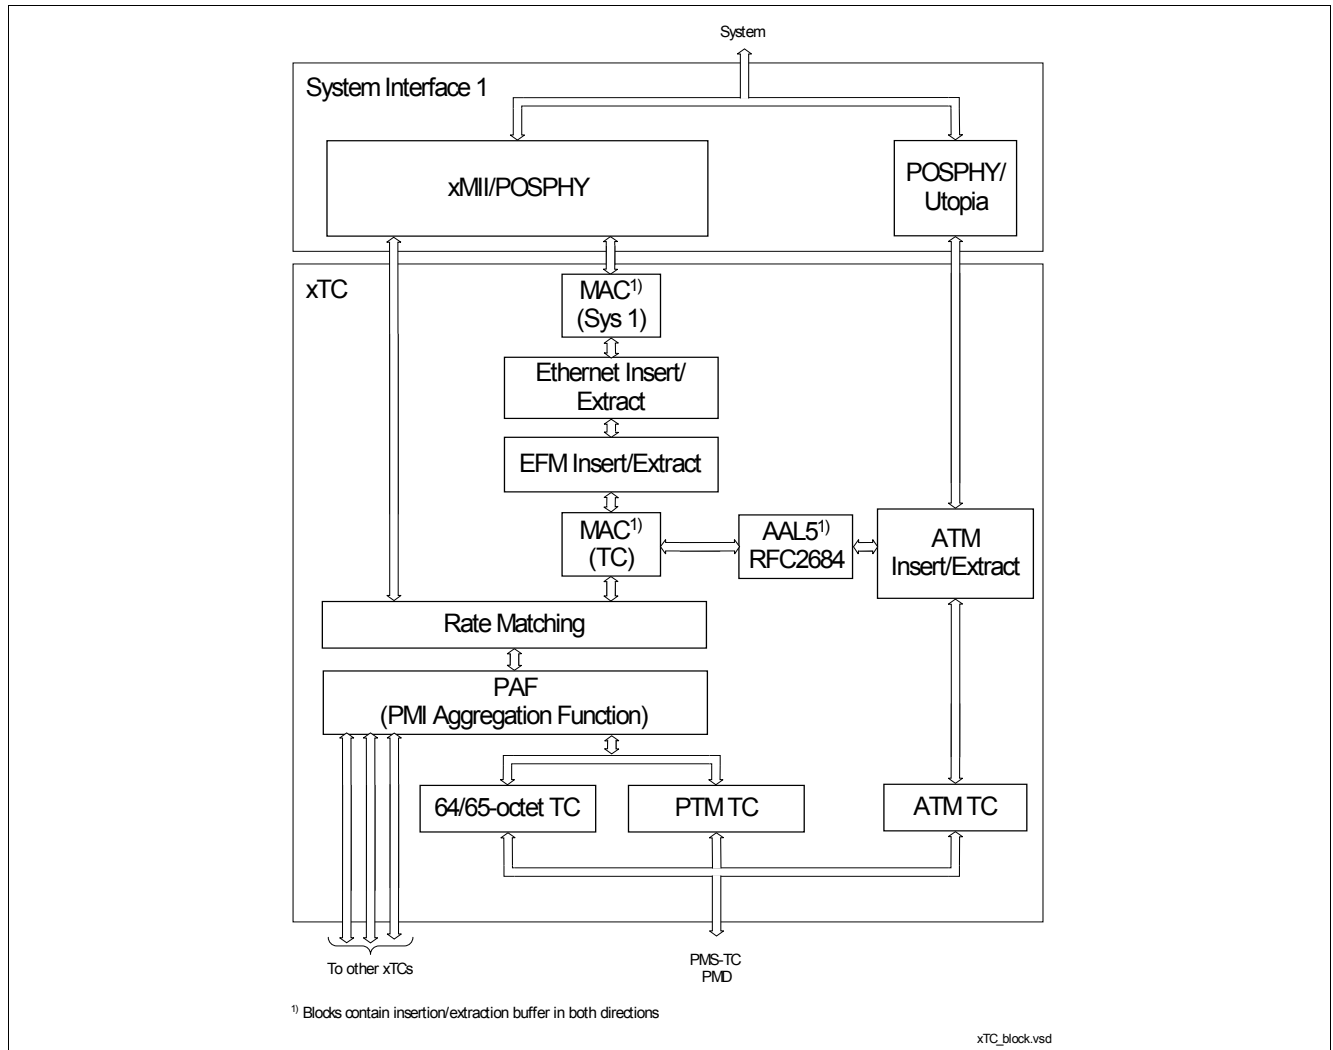 System
System Interface 1
xMII/POSPHY
POSPHY/
Utopia
xTC
MAC1)
(Sys 1)
Ethernet Insert/
Extract
EFM Insert/Extract
MAC1)
(TC)
AAL51)
RFC2684
ATM
Insert/Extract
Rate Matching
PAF
(PMI Aggregation Function)
64/65-octet TC
PTM TC
ATM TC
To other xTCs
PMS-TC
PMD
1) Blocks contain insertion/extraction buffer in both directions
xTC_block.vsd